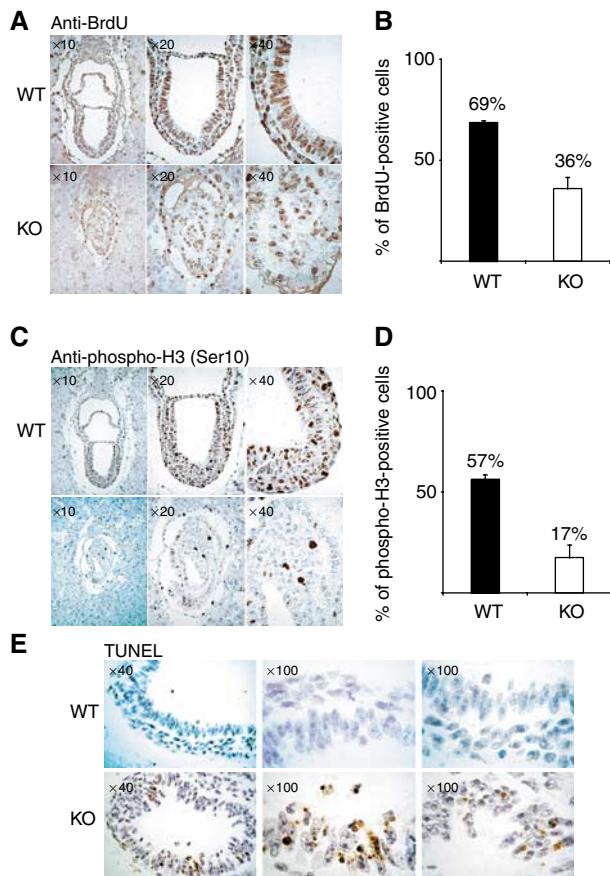 A
Anti-BrdU
WT
×10
×20
×40
KO
×10
×20
×40
B
% of BrdU-positive cells
100
50
69%
36%
WT
KO
C
Anti-phospho-H3 (Ser10)
WT
×10
×20
×40
KO
×10
×20
×40
D
% of phospho-H3-positive cells
100
50
57%
17%
WT
KO
E
TUNEL
WT
×40
×100
×100
KO
×40
×100
×100